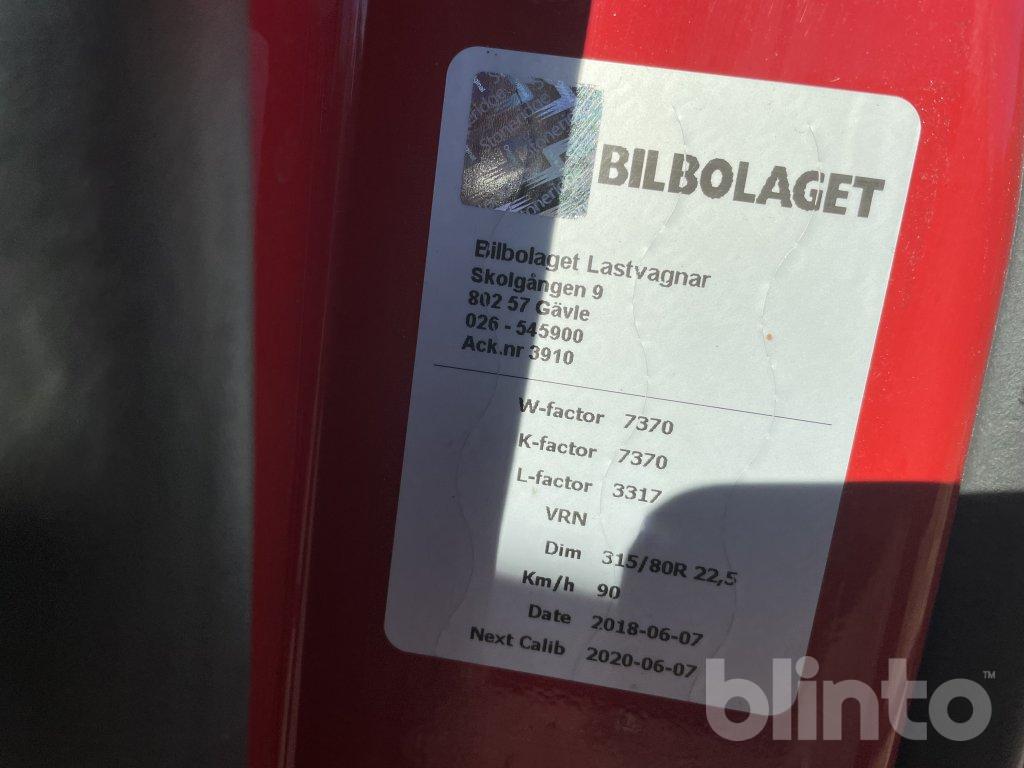 BILBOLAGET
Bilbolaget Lastvagnar
Skolgången 9
802 57 Gävle
026 - 545900
Ack.nr 3910
W-factor 7370
K-factor 7370
L-factor 3317
VRN
Dim 315/80R 22,5
Km/h 90
Date 2018-06-07
Next Calib 2020-06-07
blinto™